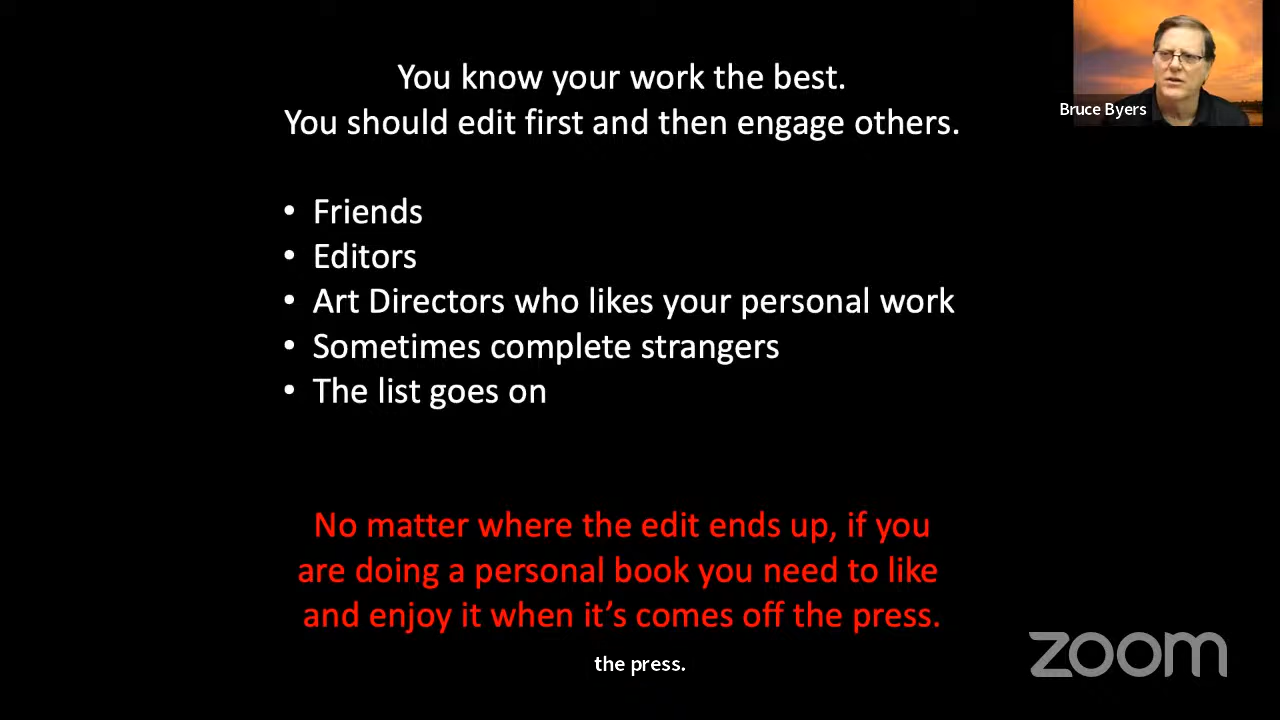 You know your work the best.
You should edit first and then engage others.
Bruce Byers
• Friends
• Editors
• Art Directors who likes your personal work
• Sometimes complete strangers
• The list goes on
No matter where the edit ends up, if you
are doing a personal book you need to like
and enjoy it when it’s comes off the press.
the press.
zoom